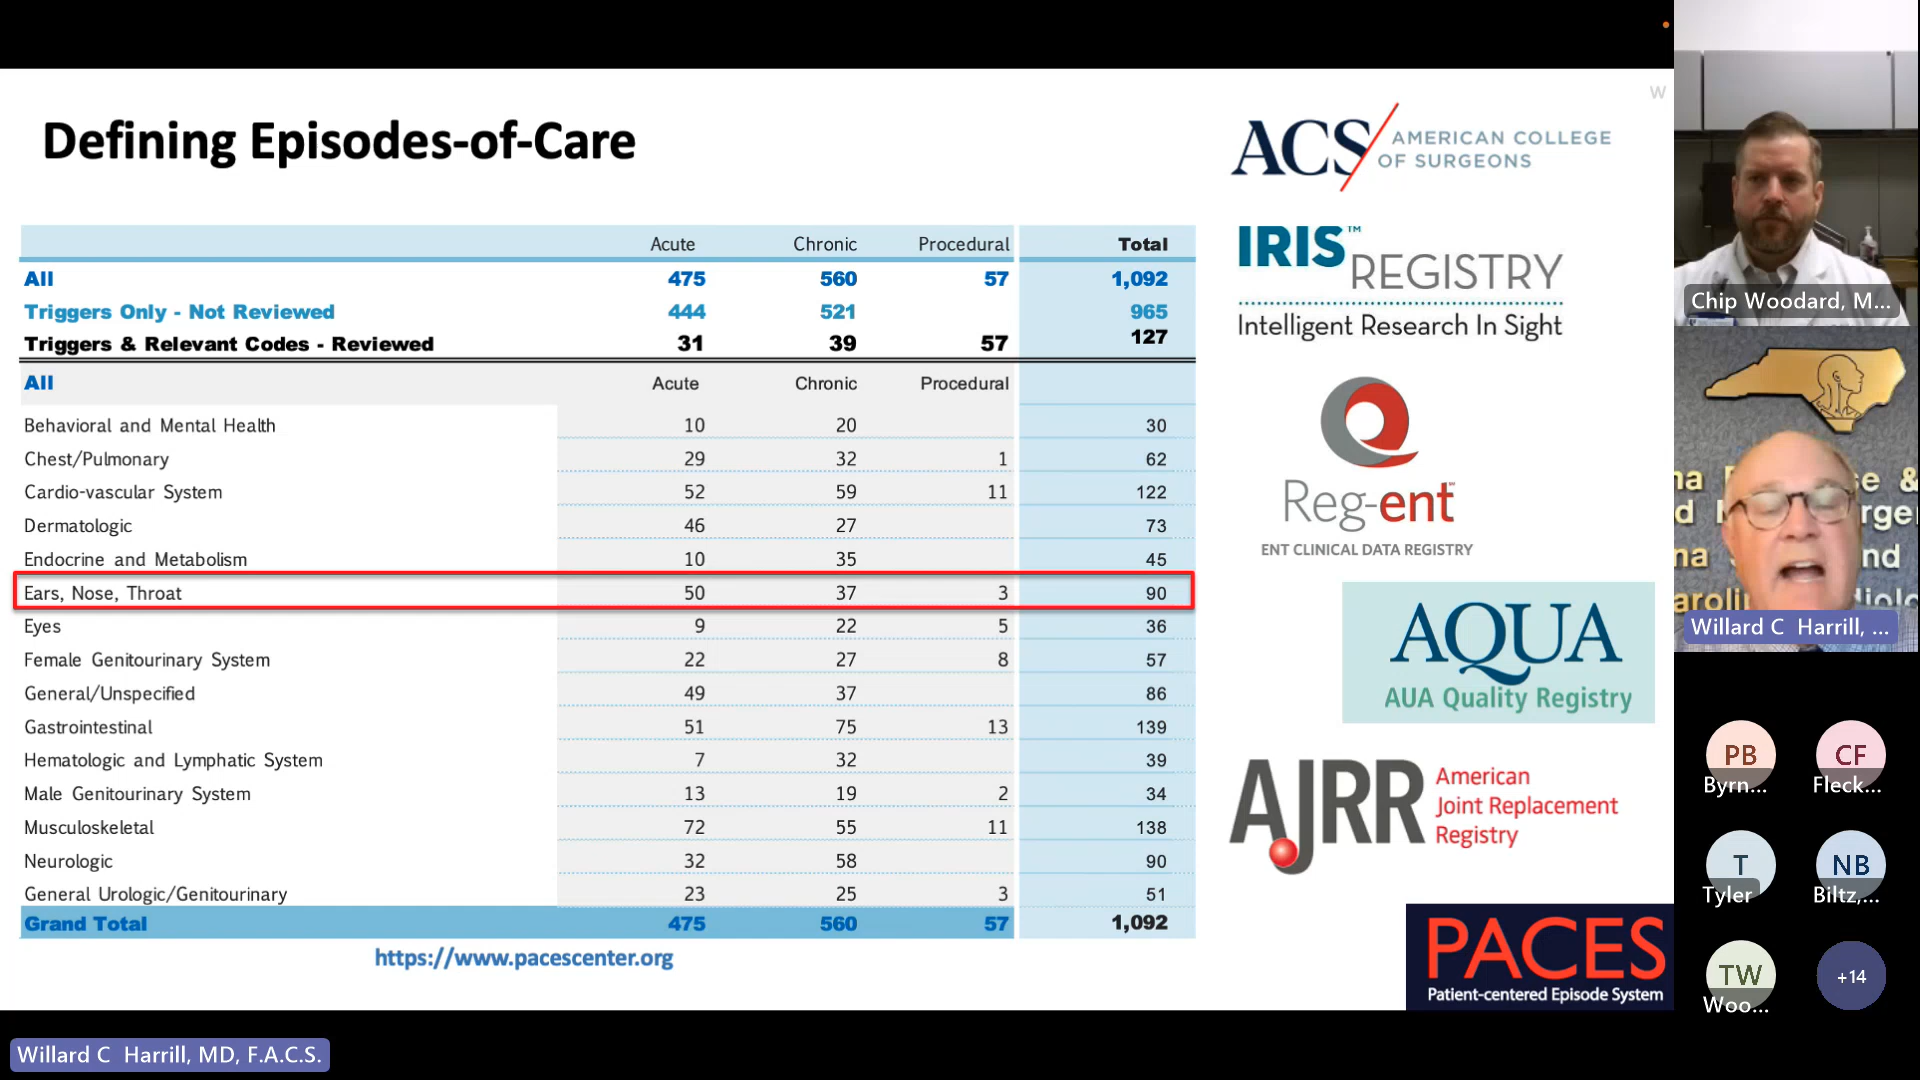 W
Defining Episodes-of-Care
Acute Chronic Procedural Total
All 475 560 57 1,092
Triggers Only - Not Reviewed 444 521 965
Triggers & Relevant Codes - Reviewed 31 39 57 127
All Acute Chronic Procedural
Behavioral and Mental Health 10 20 30
Chest/Pulmonary 29 32 1 62
Cardio-vascular System 52 59 11 122
Dermatologic 46 27 73
Endocrine and Metabolism 10 35 45
Ears, Nose, Throat 50 37 3 90
Eyes 9 22 5 36
Female Genitourinary System 22 27 8 57
General/Unspecified 49 37 86
Gastrointestinal 51 75 13 139
Hematologic and Lymphatic System 7 32 39
Male Genitourinary System 13 19 2 34
Musculoskeletal 72 55 11 138
Neurologic 32 58 90
General Urologic/Genitourinary 23 25 3 51
Grand Total 475 560 57 1,092
https://www.pacescenter.org
ACS AMERICAN COLLEGE
OF SURGEONS
IRIS™
REGISTRY
Intelligent Research In Sight
Reg-ent
ENT CLINICAL DATA REGISTRY
AQUA
AUA Quality Registry
AJRR American
Joint Replacement
Registry
PACES
Patient-centered Episode System
Chip Woodard, M...
Willard C Harrill, ...
PB
Byrn...
CF
Fleck...
T
Tyler
NB
Biltz,...
TW
Woo...
+14
Willard C Harrill, MD, F.A.C.S.